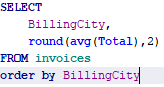 SELECT
BillingCity,
round(avg(Total),2)
FROM invoices
order by BillingCity